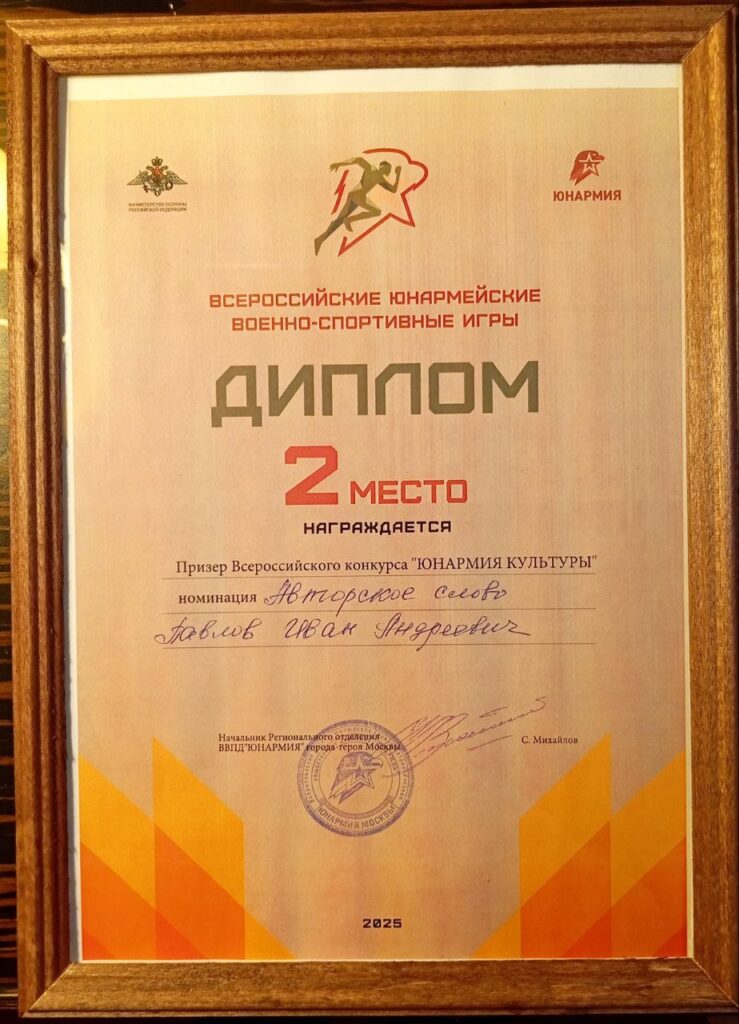 МИНИСТЕРСТВО ОБОРОНЫ
РОССИЙСКОЙ ФЕДЕРАЦИИ
ЮНАРМИЯ
ВСЕРОССИЙСКИЕ ЮНАРМЕЙСКИЕ
ВОЕННО-СПОРТИВНЫЕ ИГРЫ
ДИПЛОМ
2 МЕСТО
НАГРАЖДАЕТСЯ
Призер Всероссийского конкурса "ЮНАРМИЯ КУЛЬТУРЫ"
номинация Авторское слово
Павлов Иван Андреевич
Начальник Регионального отделения
ВВПД"ЮНАРМИЯ" города-героя Москвы
С. Михайлов
ЮНАРМИЯ МОСКВЫ
2025